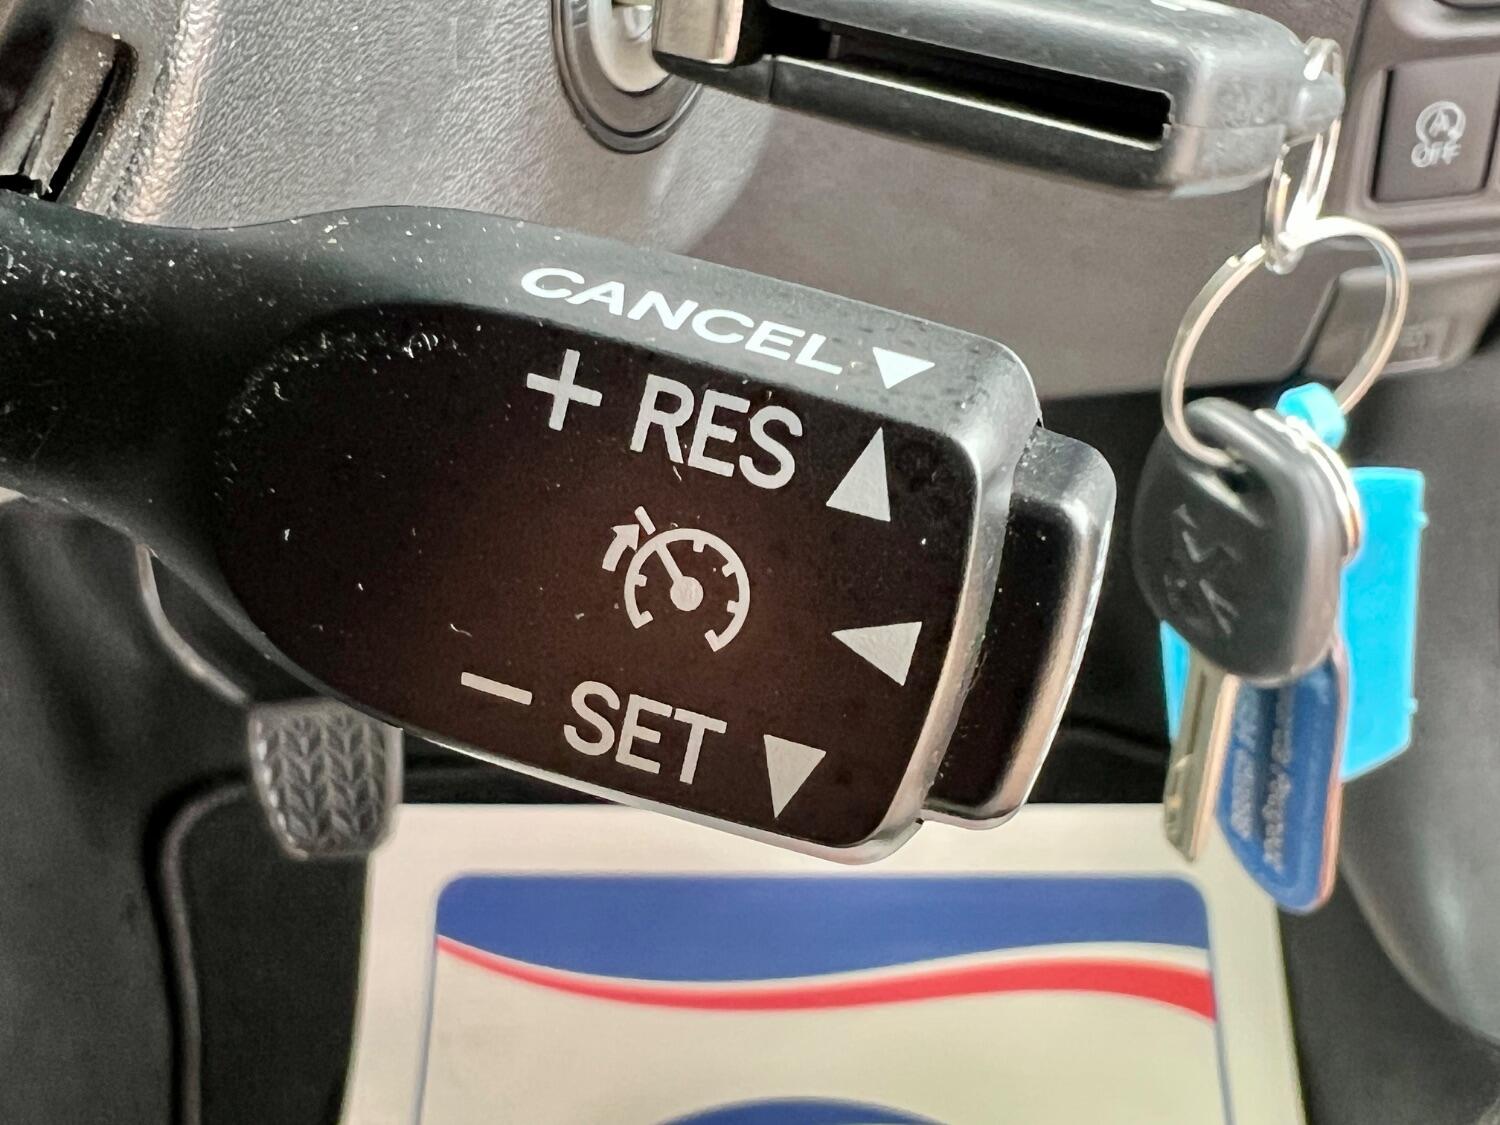 CANCEL
+ RES
– SET
A
OFF